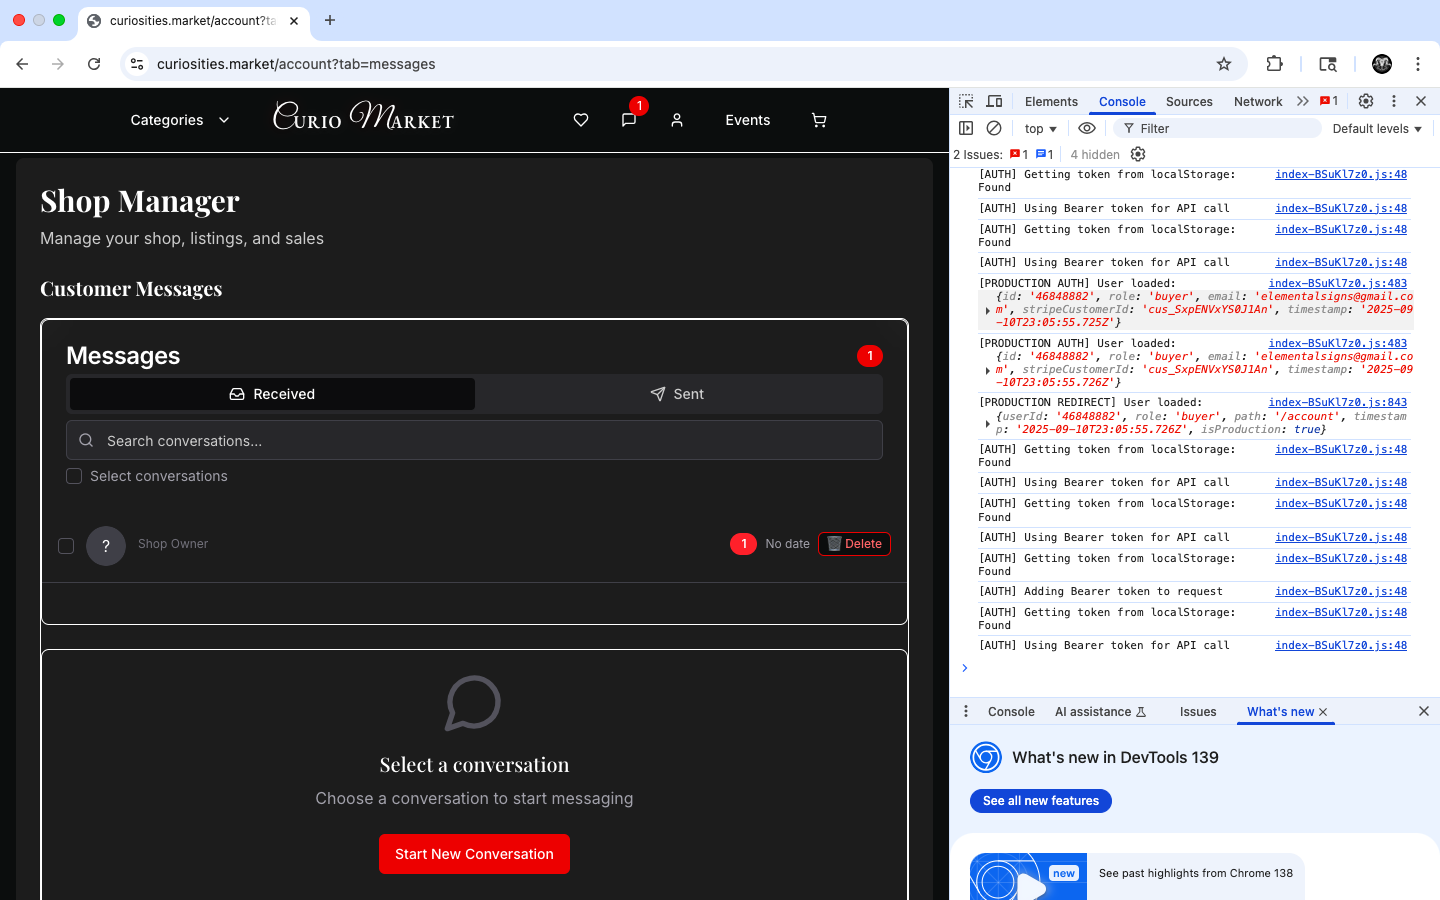 curiosities.market/account?ta
curiosities.market/account?tab=messages
Categories
Curio Market
1
Events
Shop Manager
Manage your shop, listings, and sales
Customer Messages
Messages
1
Received
Sent
Search conversations...
Select conversations
?
Shop Owner
1
No date
Delete
Select a conversation
Choose a conversation to start messaging
Start New Conversation
Elements
Console
Sources
Network
1
top
Filter
Default levels
2 Issues:
1
1
4 hidden
[AUTH] Getting token from localStorage: index-BSuKl7z0.js:48
Found
[AUTH] Using Bearer token for API call index-BSuKl7z0.js:48
[AUTH] Getting token from localStorage: index-BSuKl7z0.js:48
Found
[AUTH] Using Bearer token for API call index-BSuKl7z0.js:48
[PRODUCTION AUTH] User loaded: index-BSuKl7z0.js:483
{id: '46848882', role: 'buyer', email: 'elementalsigns@gmail.co
m', stripeCustomerId: 'cus_SxpENVxYS0J1An', timestamp: '2025-09
-10T23:05:55.725Z'}
[PRODUCTION AUTH] User loaded: index-BSuKl7z0.js:483
{id: '46848882', role: 'buyer', email: 'elementalsigns@gmail.co
m', stripeCustomerId: 'cus_SxpENVxYS0J1An', timestamp: '2025-09
-10T23:05:55.726Z'}
[PRODUCTION REDIRECT] User loaded: index-BSuKl7z0.js:843
{userId: '46848882', role: 'buyer', path: '/account', timestam
p: '2025-09-10T23:05:55.726Z', isProduction: true}
[AUTH] Getting token from localStorage: index-BSuKl7z0.js:48
Found
[AUTH] Using Bearer token for API call index-BSuKl7z0.js:48
[AUTH] Getting token from localStorage: index-BSuKl7z0.js:48
Found
[AUTH] Using Bearer token for API call index-BSuKl7z0.js:48
[AUTH] Getting token from localStorage: index-BSuKl7z0.js:48
Found
[AUTH] Adding Bearer token to request index-BSuKl7z0.js:48
[AUTH] Getting token from localStorage: index-BSuKl7z0.js:48
Found
[AUTH] Using Bearer token for API call index-BSuKl7z0.js:48
Console
AI assistance
Issues
What's new
What's new in DevTools 139
See all new features
new
See past highlights from Chrome 138